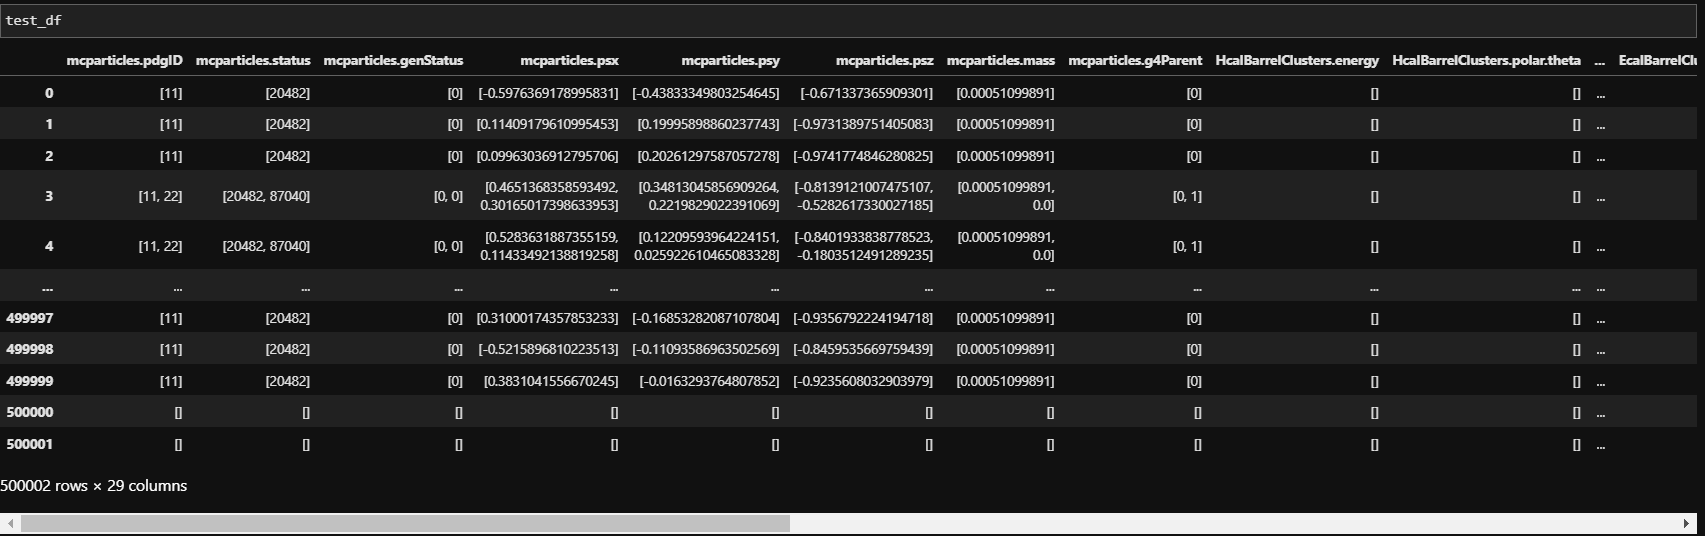 test_df
mcparticles.pdgID mcparticles.status mcparticles.genStatus mcparticles.psx mcparticles.psy mcparticles.psz mcparticles.mass mcparticles.g4Parent HcalBarrelClusters.energy HcalBarrelClusters.polar.theta ... EcalBarrelClu
0 [11] [20482] [0] [-0.5976369178995831] [-0.43833349803254645] [-0.671337365909301] [0.00051099891] [0] [] [] ...
1 [11] [20482] [0] [0.11409179610995453] [0.19995898860237743] [-0.9731389751405083] [0.00051099891] [0] [] [] ...
2 [11] [20482] [0] [0.09963036912795706] [0.20261297587057278] [-0.9741774846280825] [0.00051099891] [0] [] [] ...
3 [11, 22] [20482, 87040] [0, 0] [0.4651368358593492, [0.34813045856909264, [-0.8139121007475107, [0.00051099891, [0, 1] [] [] ...
0.30165017398633953] 0.2219829022391069] -0.5282617330027185] 0.0]
4 [11, 22] [20482, 87040] [0, 0] [0.5283631887355159, [0.12209593964224151, [-0.8401933838778523, [0.00051099891, [0, 1] [] [] ...
0.11433492138819258] 0.025922610465083328] -0.1803512491289235] 0.0]
... ... ... ... ... ... ... ... ... ... ... ...
499997 [11] [20482] [0] [0.31000174357853233] [-0.16853282087107804] [-0.9356792224194718] [0.00051099891] [0] [] [] ...
499998 [11] [20482] [0] [-0.5215896810223513] [-0.11093586963502569] [-0.8459535669759439] [0.00051099891] [0] [] [] ...
499999 [11] [20482] [0] [0.3831041556670245] [-0.0163293764807852] [-0.9235608032903979] [0.00051099891] [0] [] [] ...
500000 [] [] [] [] [] [] [] [] [] [] ...
500001 [] [] [] [] [] [] [] [] [] [] ...
500002 rows × 29 columns